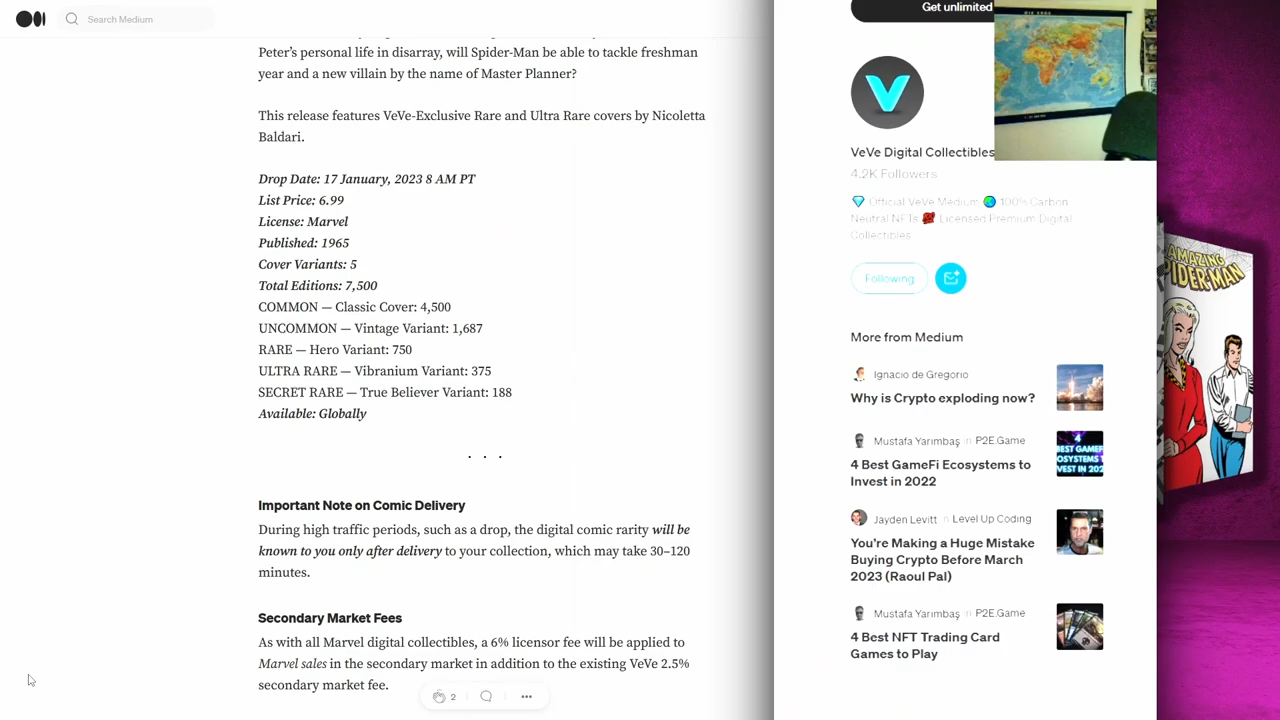 Search Medium
Peter's personal life in disarray, will Spider-Man be able to tackle freshman
year and a new villain by the name of Master Planner?
This release features VeVe-Exclusive Rare and Ultra Rare covers by Nicoletta
Baldari.
Drop Date: 17 January, 2023 8 AM PT
List Price: 6.99
License: Marvel
Published: 1965
Cover Variants: 5
Total Editions: 7,500
COMMON — Classic Cover: 4,500
UNCOMMON — Vintage Variant: 1,687
RARE — Hero Variant: 750
ULTRA RARE — Vibranium Variant: 375
SECRET RARE — True Believer Variant: 188
Available: Globally
. . .
Important Note on Comic Delivery
During high traffic periods, such as a drop, the digital comic rarity will be
known to you only after delivery to your collection, which may take 30–120
minutes.
Secondary Market Fees
As with all Marvel digital collectibles, a 6% licensor fee will be applied to
Marvel sales in the secondary market in addition to the existing VeVe 2.5%
secondary market fee.
2
Get unlimited
VeVe Digital Collectibles
4.2K Followers
Official VeVe Medium 100% Carbon
Neutral NFTs Licensed Premium Digital
Collectibles
Following
More from Medium
Ignacio de Gregorio
Why is Crypto exploding now?
Mustafa Yarımbaş in P2E.Game
4 Best GameFi Ecosystems to
Invest in 2022
4
BEST GAMEFI
Jayden Levitt in Level Up Coding
You're Making a Huge Mistake
Buying Crypto Before March
2023 (Raoul Pal)
Mustafa Yarımbaş in P2E.Game
4 Best NFT Trading Card
Games to Play
AMAZING
SPIDER-MAN